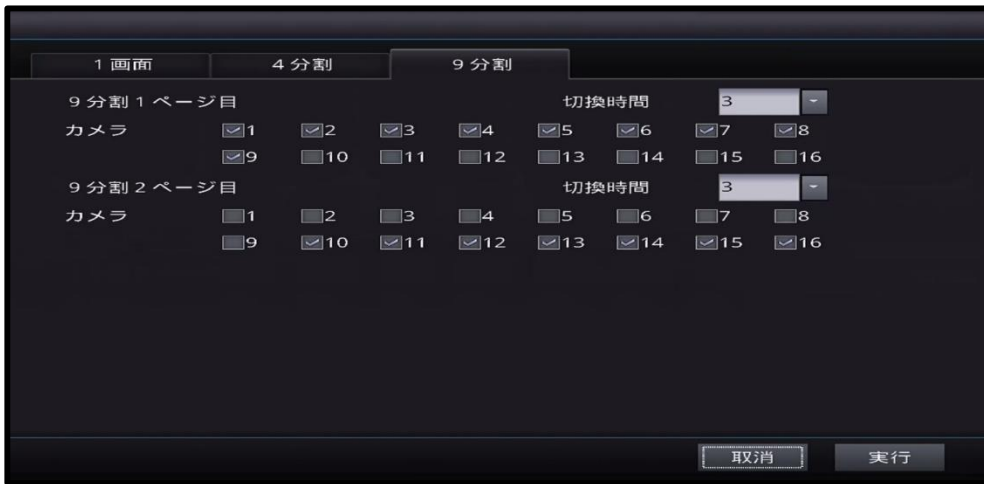 1画面 4分割 9分割
9分割1ページ目 切換時間 3
カメラ 1 2 3 4 5 6 7 8
9 10 11 12 13 14 15 16
9分割2ページ目 切換時間 3
カメラ 1 2 3 4 5 6 7 8
9 10 11 12 13 14 15 16
取消 実行